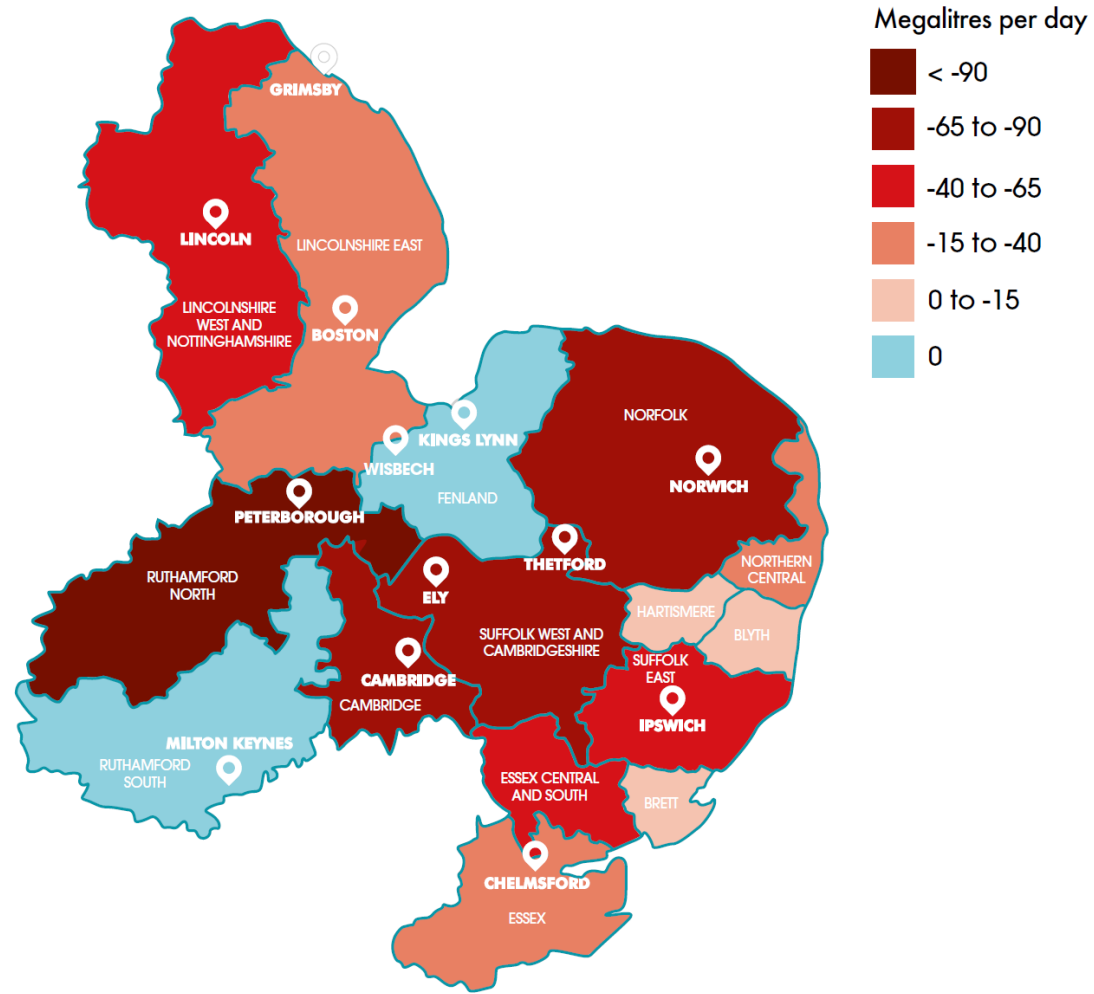 Megalitres per day
< -90
-65 to -90
-40 to -65
-15 to -40
0 to -15
0
GRIMSBY
LINCOLN
LINCOLNSHIRE EAST
LINCOLNSHIRE
WEST AND
NOTTINGHAMSHIRE
BOSTON
KINGS LYNN
WISBECH
FENLAND
NORFOLK
NORWICH
PETERBOROUGH
THETFORD
NORTHERN
CENTRAL
RUTHAMFORD
NORTH
ELY
HARTISMERE
BLYTH
SUFFOLK WEST AND
CAMBRIDGESHIRE
SUFFOLK
EAST
CAMBRIDGE
CAMBRIDGE
IPSWICH
MILTON KEYNES
RUTHAMFORD
SOUTH
ESSEX CENTRAL
AND SOUTH
BRETT
CHELMSFORD
ESSEX